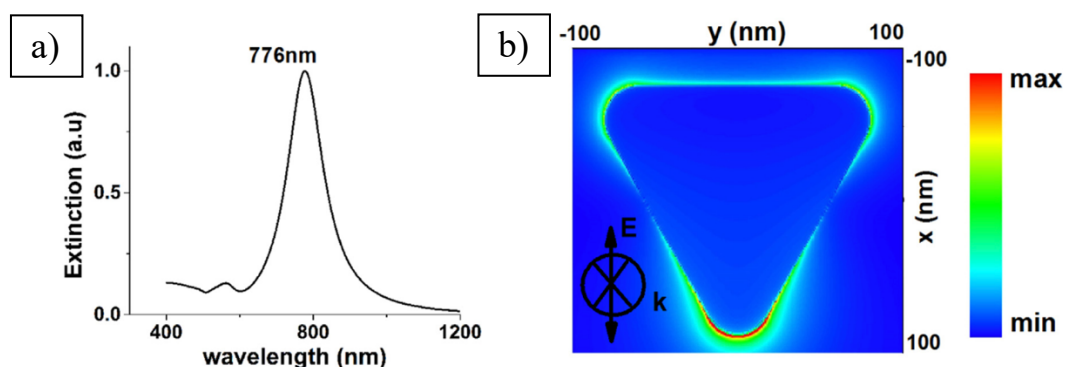 a)
776nm
1.0
0.5
0.0
Extinction (a.u)
400 800 1200
wavelength (nm)
b)
-100 y (nm) 100
-100
x (nm)
100
E
k
max
min